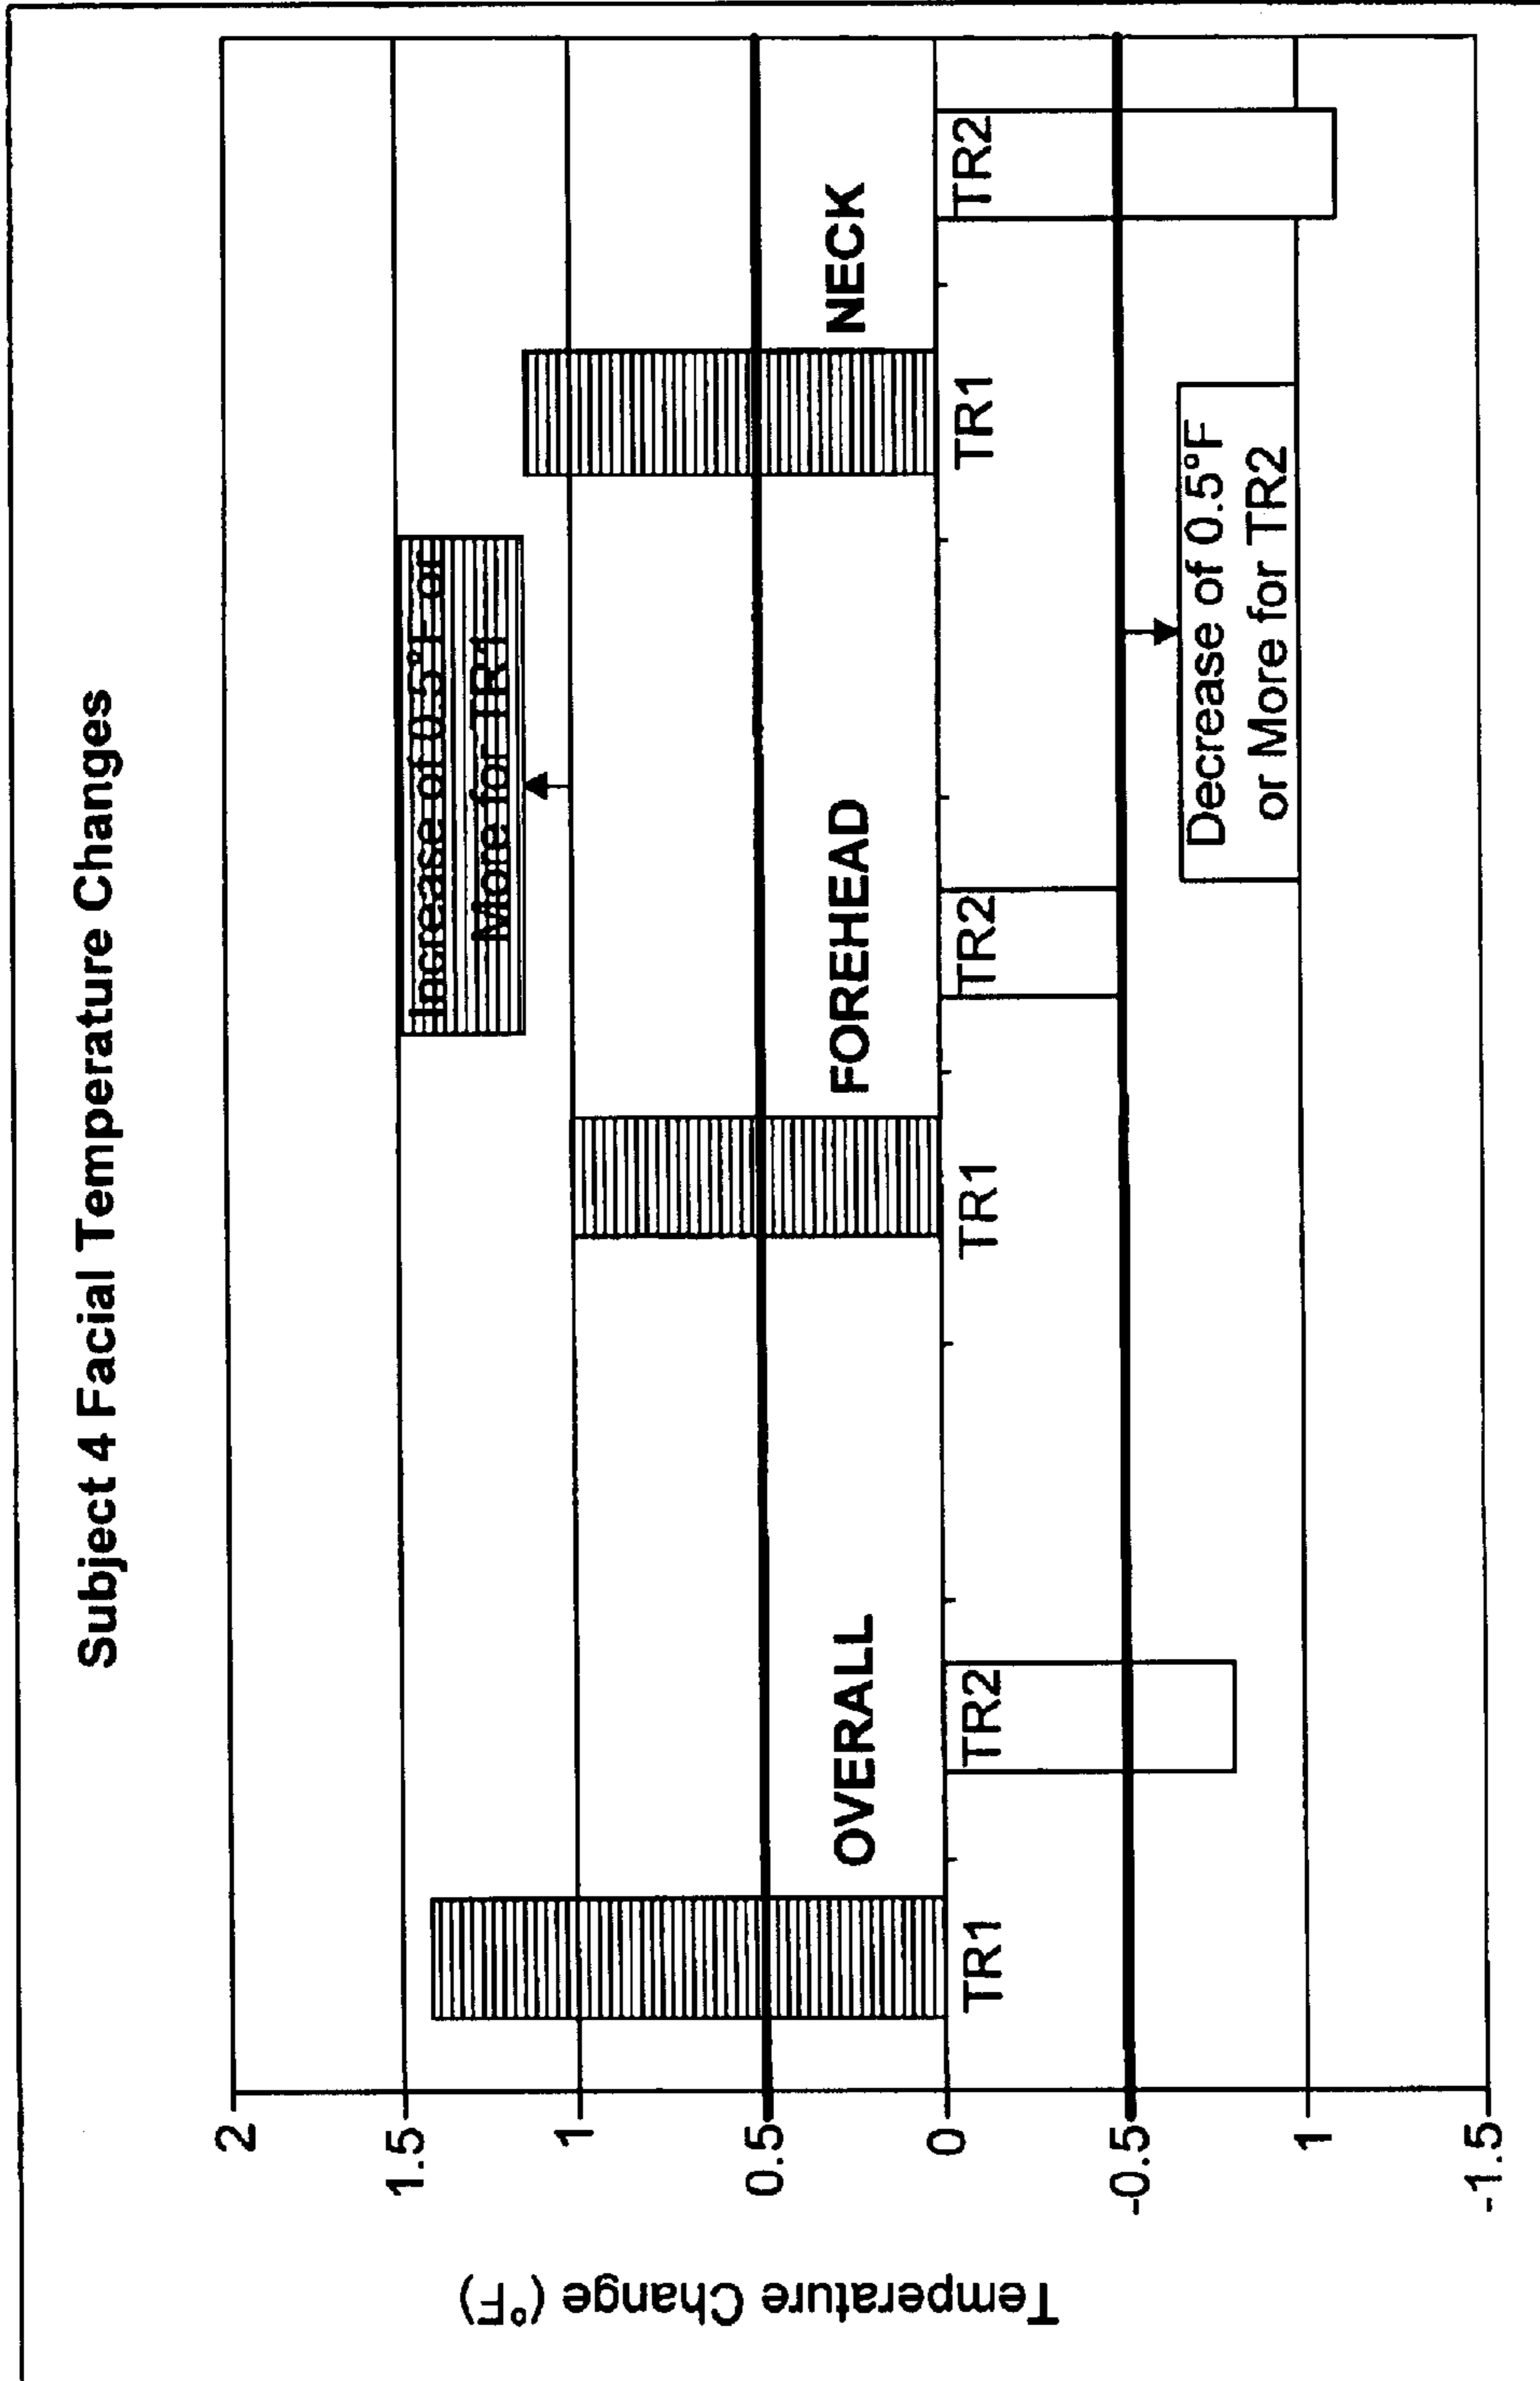 Subject 4 Facial Temperature Changes
2
1.5
1
0.5
0
-0.5
1
-1.5
Temperature Change (°F)
Increase of 0.5°F or
More for TR1
OVERALL
FOREHEAD
NECK
TR1
TR2
TR1
TR2
TR1
TR2
Decrease of 0.5°F
or More for TR2